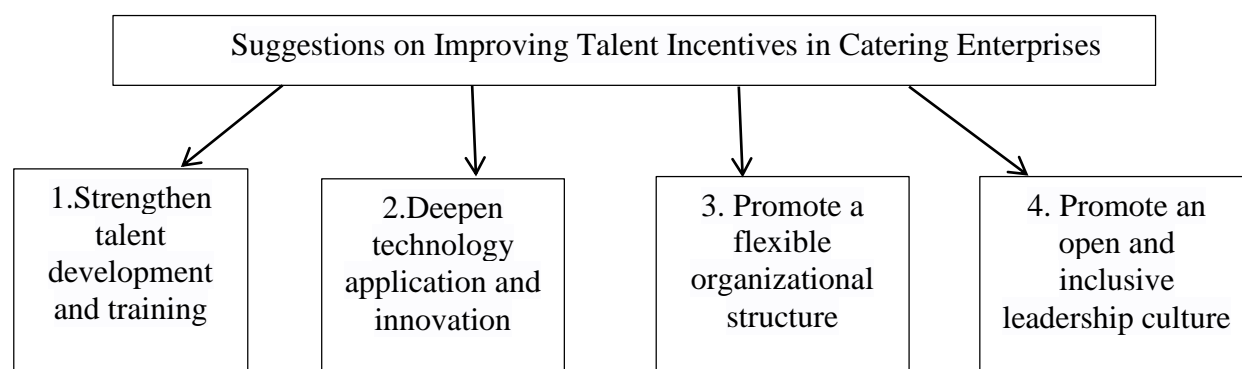 Suggestions on Improving Talent Incentives in Catering Enterprises
1.Strengthen
talent
development
and training
2.Deepen
technology
application and
innovation
3. Promote a
flexible
organizational
structure
4. Promote an
open and
inclusive
leadership culture